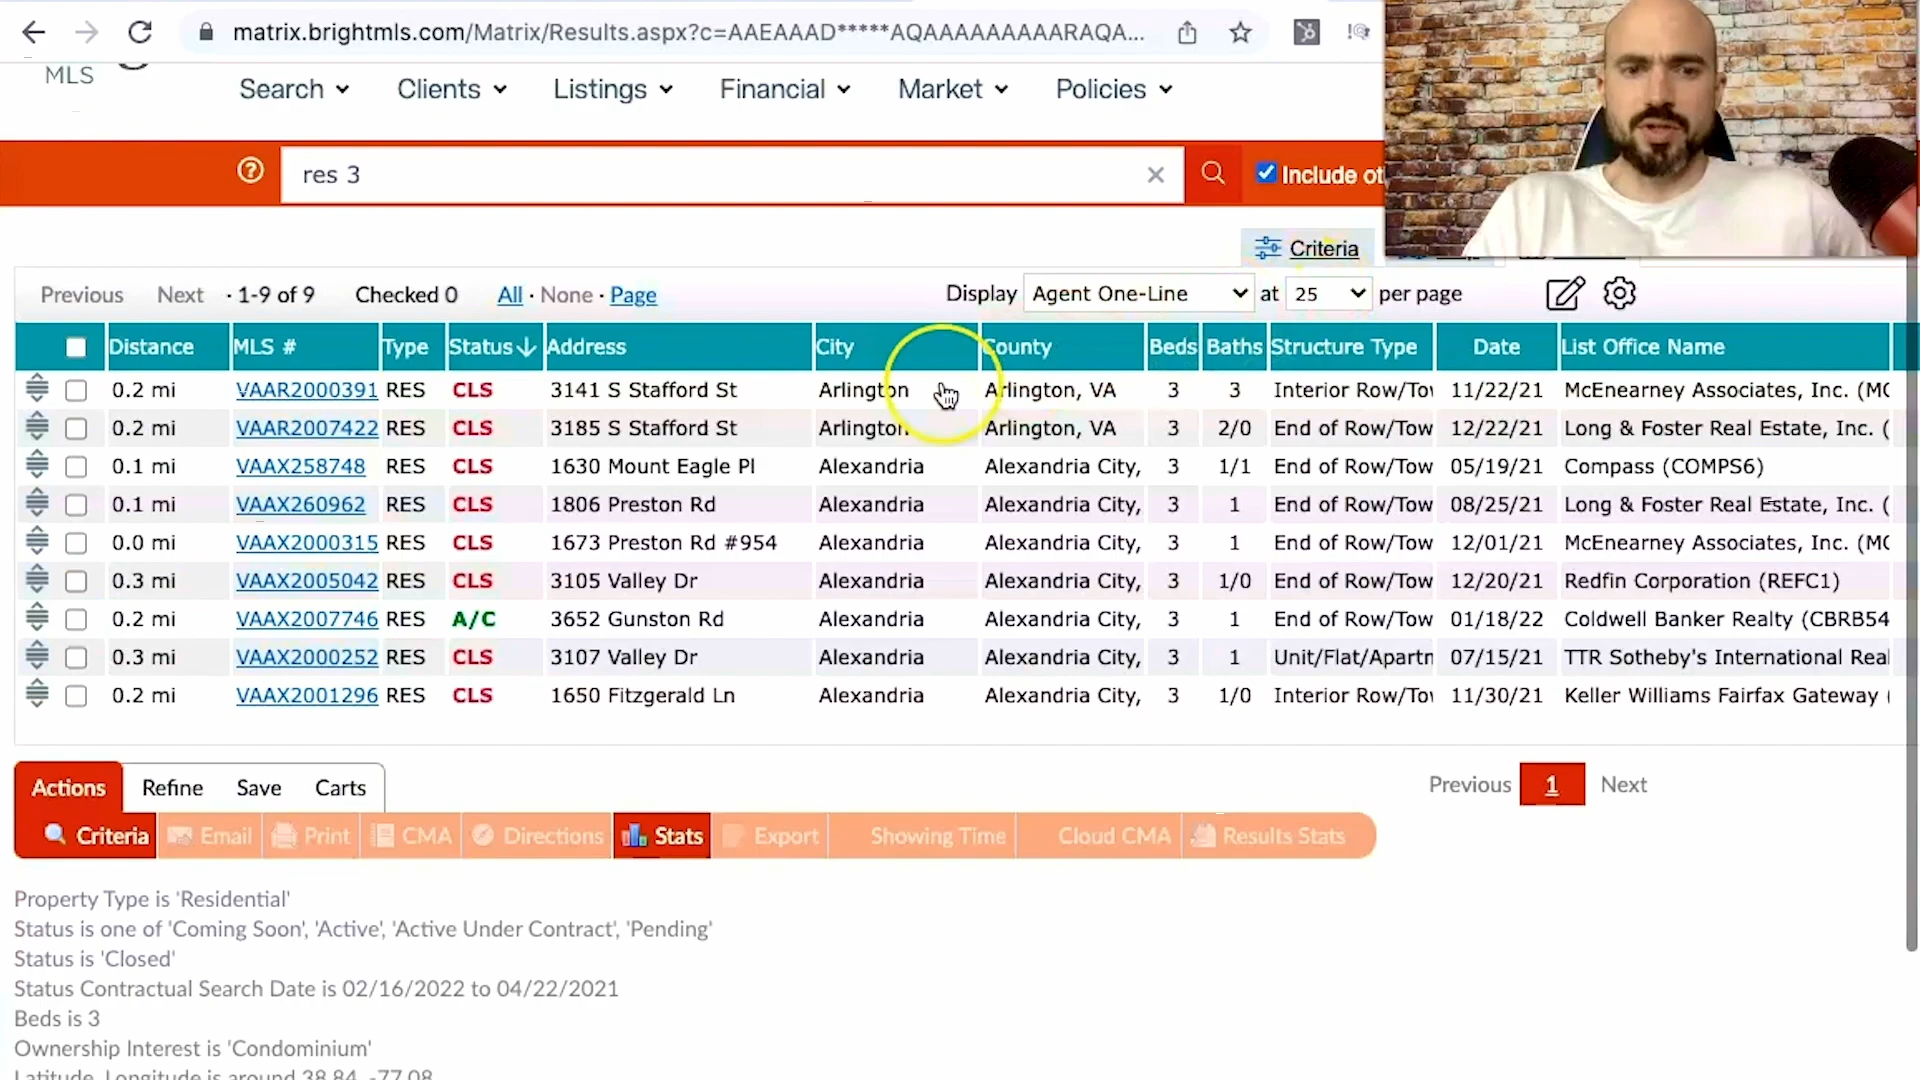 matrix.brightmls.com/Matrix/Results.aspx?c=AAEAAAD*****AQAAAAAAAAARAQA...
MLS
Search Clients Listings Financial Market Policies
res 3
Include ot
Criteria
Previous Next · 1-9 of 9 Checked 0 All · None · Page Display Agent One-Line at 25 per page
Distance MLS # Type Status Address City County Beds Baths Structure Type Date List Office Name
0.2 mi VAAR2000391 RES CLS 3141 S Stafford St Arlington Arlington, VA 3 3 Interior Row/Tov 11/22/21 McEnearney Associates, Inc. (MC
0.2 mi VAAR2007422 RES CLS 3185 S Stafford St Arlington Arlington, VA 3 2/0 End of Row/Tow 12/22/21 Long & Foster Real Estate, Inc. (
0.1 mi VAAX258748 RES CLS 1630 Mount Eagle Pl Alexandria Alexandria City, 3 1/1 End of Row/Tow 05/19/21 Compass (COMPS6)
0.1 mi VAAX260962 RES CLS 1806 Preston Rd Alexandria Alexandria City, 3 1 End of Row/Tow 08/25/21 Long & Foster Real Estate, Inc. (
0.0 mi VAAX2000315 RES CLS 1673 Preston Rd #954 Alexandria Alexandria City, 3 1 End of Row/Tow 12/01/21 McEnearney Associates, Inc. (MC
0.3 mi VAAX2005042 RES CLS 3105 Valley Dr Alexandria Alexandria City, 3 1/0 End of Row/Tow 12/20/21 Redfin Corporation (REFC1)
0.2 mi VAAX2007746 RES A/C 3652 Gunston Rd Alexandria Alexandria City, 3 1 End of Row/Tow 01/18/22 Coldwell Banker Realty (CBRB54
0.3 mi VAAX2000252 RES CLS 3107 Valley Dr Alexandria Alexandria City, 3 1 Unit/Flat/Apartn 07/15/21 TTR Sotheby's International Real
0.2 mi VAAX2001296 RES CLS 1650 Fitzgerald Ln Alexandria Alexandria City, 3 1/0 Interior Row/Tov 11/30/21 Keller Williams Fairfax Gateway (
Actions Refine Save Carts Previous 1 Next
Criteria Email Print CMA Directions Stats Export Showing Time Cloud CMA Results Stats
Property Type is 'Residential'
Status is one of 'Coming Soon', 'Active', 'Active Under Contract', 'Pending'
Status is 'Closed'
Status Contractual Search Date is 02/16/2022 to 04/22/2021
Beds is 3
Ownership Interest is 'Condominium'
Latitude, Longitude is around 38.84, -77.08